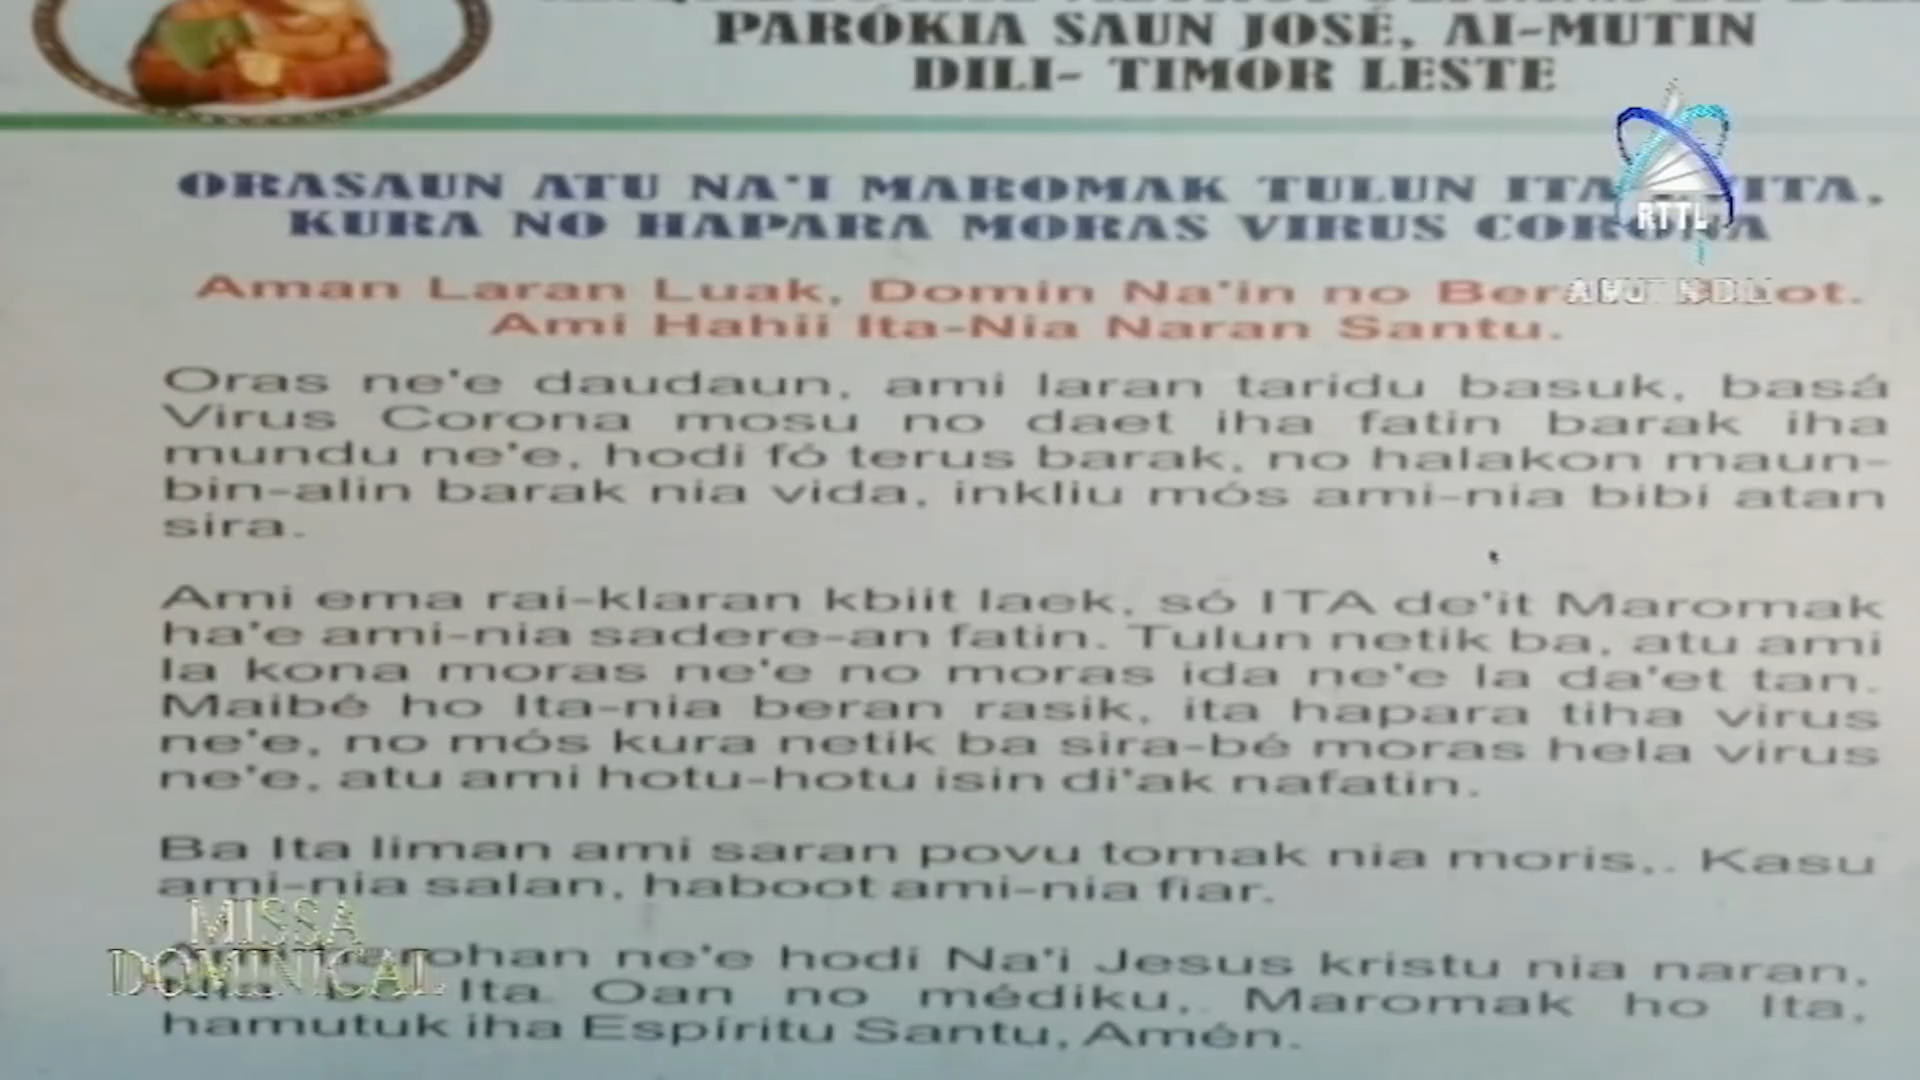 PARÓKIA SAUN JOSÉ, AI-MUTIN
DILI- TIMOR LESTE
ORASAUN ATU NA'I MAROMAK TULUN ITA
KURA NO HAPARA MORAS VIRUS CORONA
RTTL
Aman Laran Luak, Domin Na'in no
Ami Hahii Ita-Nia Naran Santu.
Oras ne'e daudaun, ami laran taridu basuk, basá
Virus Corona mosu no daet iha fatin barak iha
mundu ne'e, hodi fó terus barak, no halakon maun-
bin-alin barak nia vida, inkliu mós ami-nia bibi atan
sira.
Ami ema rai-klaran kbiit laek, só ITA de'it Maromak
ha'e ami-nia sadere-an fatin. Tulun netik ba, atu ami
la kona moras ne'e no moras ida ne'e la da'et tan.
Maibé ho Ita-nia beran rasik, ita hapara tiha virus
ne'e, no mós kura netik ba sira-bé moras hela virus
ne'e, atu ami hotu-hotu isin di'ak nafatin.
Ba Ita liman ami saran povu tomak nia moris,. Kasu
ami-nia salan, haboot ami-nia fiar.
ne'e hodi Na'i Jesus kristu nia naran,
Ita Oan no médiku,. Maromak ho Ita,
hamutuk iha Espíritu Santu, Amén.
MISSA
DOMINICAL